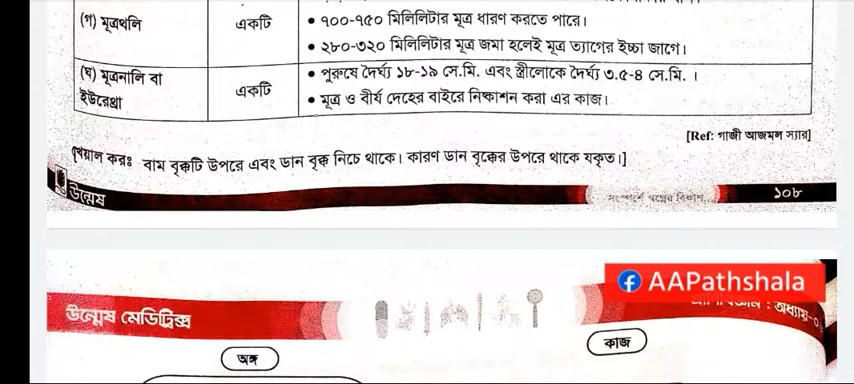 (গ) মূত্রথলি
একটি
• ৭০০-৭৫০ মিলিলিটার মূত্র ধারণ করতে পারে।
• ২৮০-৩২০ মিলিলিটার মূত্র জমা হলেই মূত্র ত্যাগের ইচ্ছা জাগে।
(ঘ) মূত্রনালি বা
ইউরেথ্রা
একটি
• পুরুষে দৈর্ঘ্য ১৮-১৯ সে.মি. এবং স্ত্রীলোকে দৈর্ঘ্য ৩.৫-৪ সে.মি. ।
• মূত্র ও বীর্য দেহের বাইরে নিষ্কাশন করা এর কাজ।
[Ref: গাজী আজমল স্যার]
[খেয়াল করঃ বাম বৃক্কটি উপরে এবং ডান বৃক্ক নিচে থাকে। কারণ ডান বৃক্কের উপরে থাকে যকৃত।]
উন্মেষ
১০৮
AAPathshala
উন্মেষ মেডিট্রিক্স
: অধ্যায়-০
অঙ্গ
কাজ